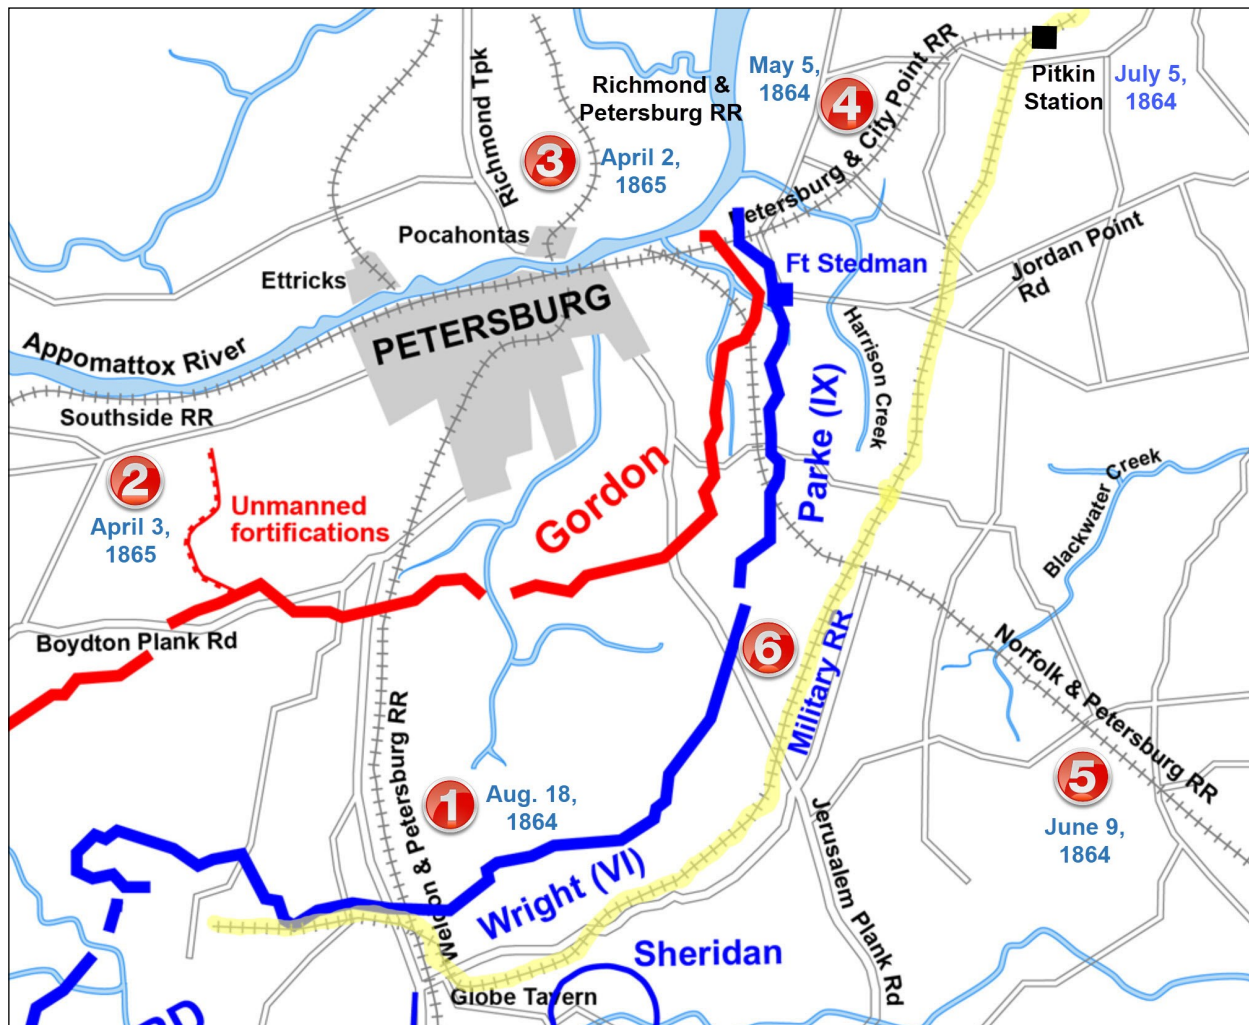 Richmond Tpk
Richmond &
Petersburg RR
May 5,
1864
4
Petersburg & City Point RR
Pitkin
Station
July 5,
1864
3
April 2,
1865
Pocahontas
Ettricks
PETERSBURG
Ft Stedman
Jordan Point
Rd
Appomattox River
Southside RR
Harrison Creek
2
April 3,
1865
Unmanned
fortifications
Gordon
Parke (IX)
Blackwater Creek
Boydton Plank Rd
6
Military RR
Norfolk & Petersburg RR
Weldon & Petersburg RR
1
Aug. 18,
1864
5
June 9,
1864
Wright (VI)
Jerusalem Plank Rd
Sheridan
Globe Tavern